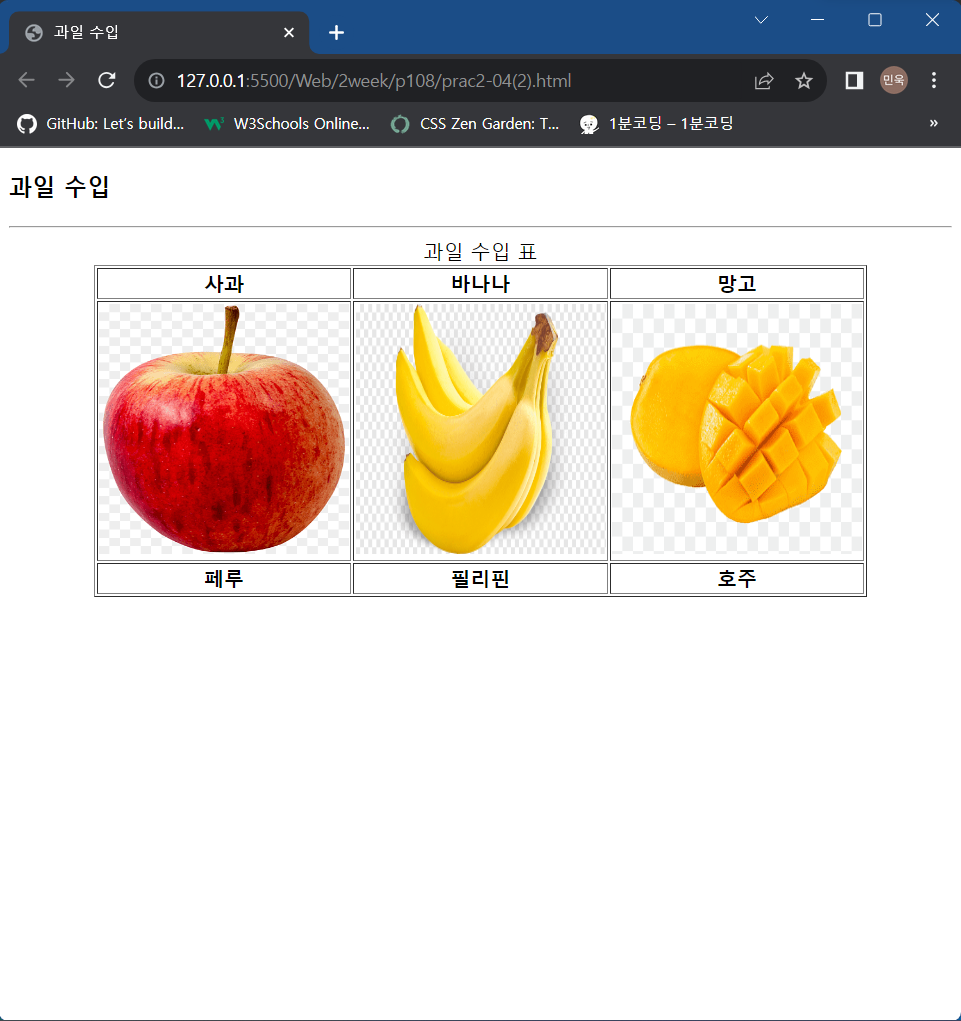 과일 수입
127.0.0.1:5500/Web/2week/p108/prac2-04(2).html
민욱
GitHub: Let's build...
W3Schools Online...
CSS Zen Garden: T...
1분코딩 – 1분코딩
»
과일 수입
과일 수입 표
사과 바나나 망고
페루 필리핀 호주